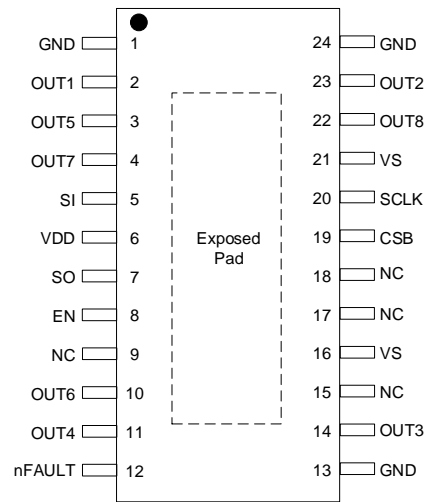 GND 1 24 GND
OUT1 2 23 OUT2
OUT5 3 22 OUT8
OUT7 4 21 VS
SI 5 20 SCLK
VDD 6 19 CSB
Exposed
Pad
SO 7 18 NC
EN 8 17 NC
NC 9 16 VS
OUT6 10 15 NC
OUT4 11 14 OUT3
nFAULT 12 13 GND